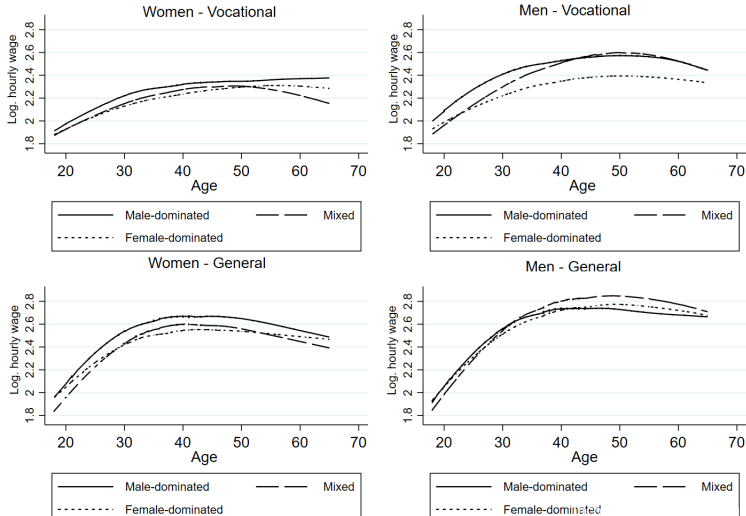 Women - Vocational
Log. hourly wage
1.8 2 2.2 2.4 2.6 2.8
20 30 40 50 60 70
Age
Male-dominated Mixed
Female-dominated
Men - Vocational
Log. hourly wage
1.8 2 2.2 2.4 2.6 2.8
20 30 40 50 60 70
Age
Male-dominated Mixed
Female-dominated
Women - General
Log. hourly wage
1.8 2 2.2 2.4 2.6 2.8
20 30 40 50 60 70
Age
Male-dominated Mixed
Female-dominated
Men - General
Log. hourly wage
1.8 2 2.2 2.4 2.6 2.8
20 30 40 50 60 70
Age
Male-dominated Mixed
Female-dominated